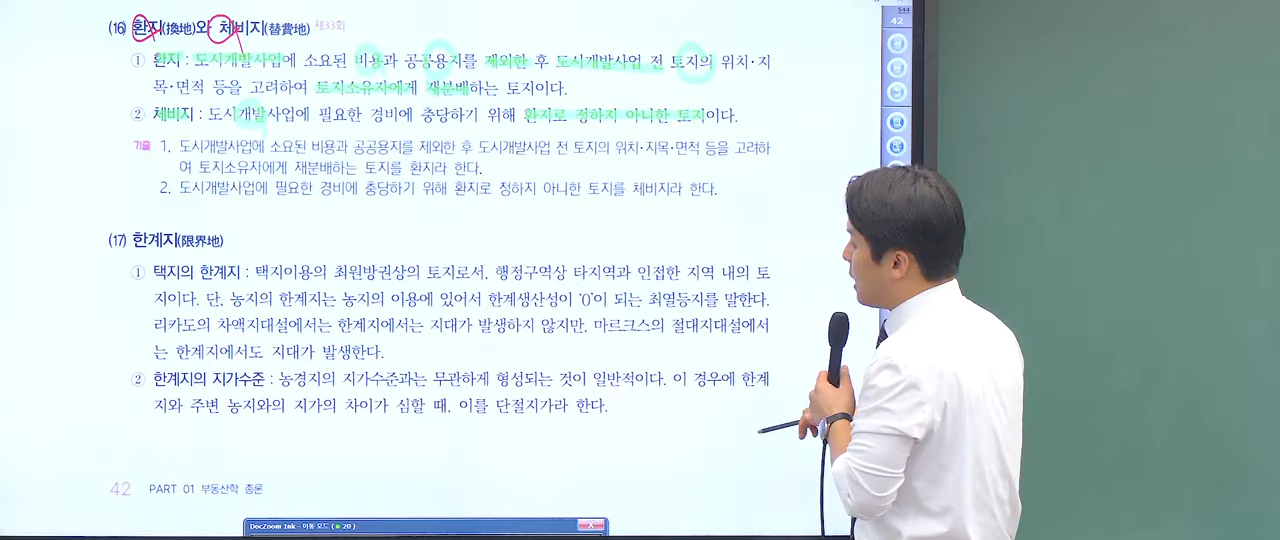 (16) 환지(換地)와 체비지(替費地) 제33회
① 환지 : 도시개발사업에 소요된 비용과 공공용지를 제외한 후 도시개발사업 전 토지의 위치·지
목·면적 등을 고려하여 토지소유자에게 재분배하는 토지이다.
② 체비지 : 도시개발사업에 필요한 경비에 충당하기 위해 환지로 정하지 아니한 토지이다.
기출 1. 도시개발사업에 소요된 비용과 공공용지를 제외한 후 도시개발사업 전 토지의 위치·지목·면적 등을 고려하
여 토지소유자에게 재분배하는 토지를 환지라 한다.
2. 도시개발사업에 필요한 경비에 충당하기 위해 환지로 정하지 아니한 토지를 체비지라 한다.
(17) 한계지(限界地)
① 택지의 한계지 : 택지이용의 최원방권상의 토지로서, 행정구역상 타지역과 인접한 지역 내의 토
지이다. 단, 농지의 한계지는 농지의 이용에 있어서 한계생산성이 '0'이 되는 최열등지를 말한다.
리카도의 차액지대설에서는 한계지에서는 지대가 발생하지 않지만, 마르크스의 절대지대설에서
는 한계지에서도 지대가 발생한다.
② 한계지의 지가수준 : 농경지의 지가수준과는 무관하게 형성되는 것이 일반적이다. 이 경우에 한계
지와 주변 농지와의 지가의 차이가 심할 때, 이를 단절지가라 한다.
42 PART 01 부동산학 총론
DocZoom Ink - 이동 모드 ( 20 )
544
42